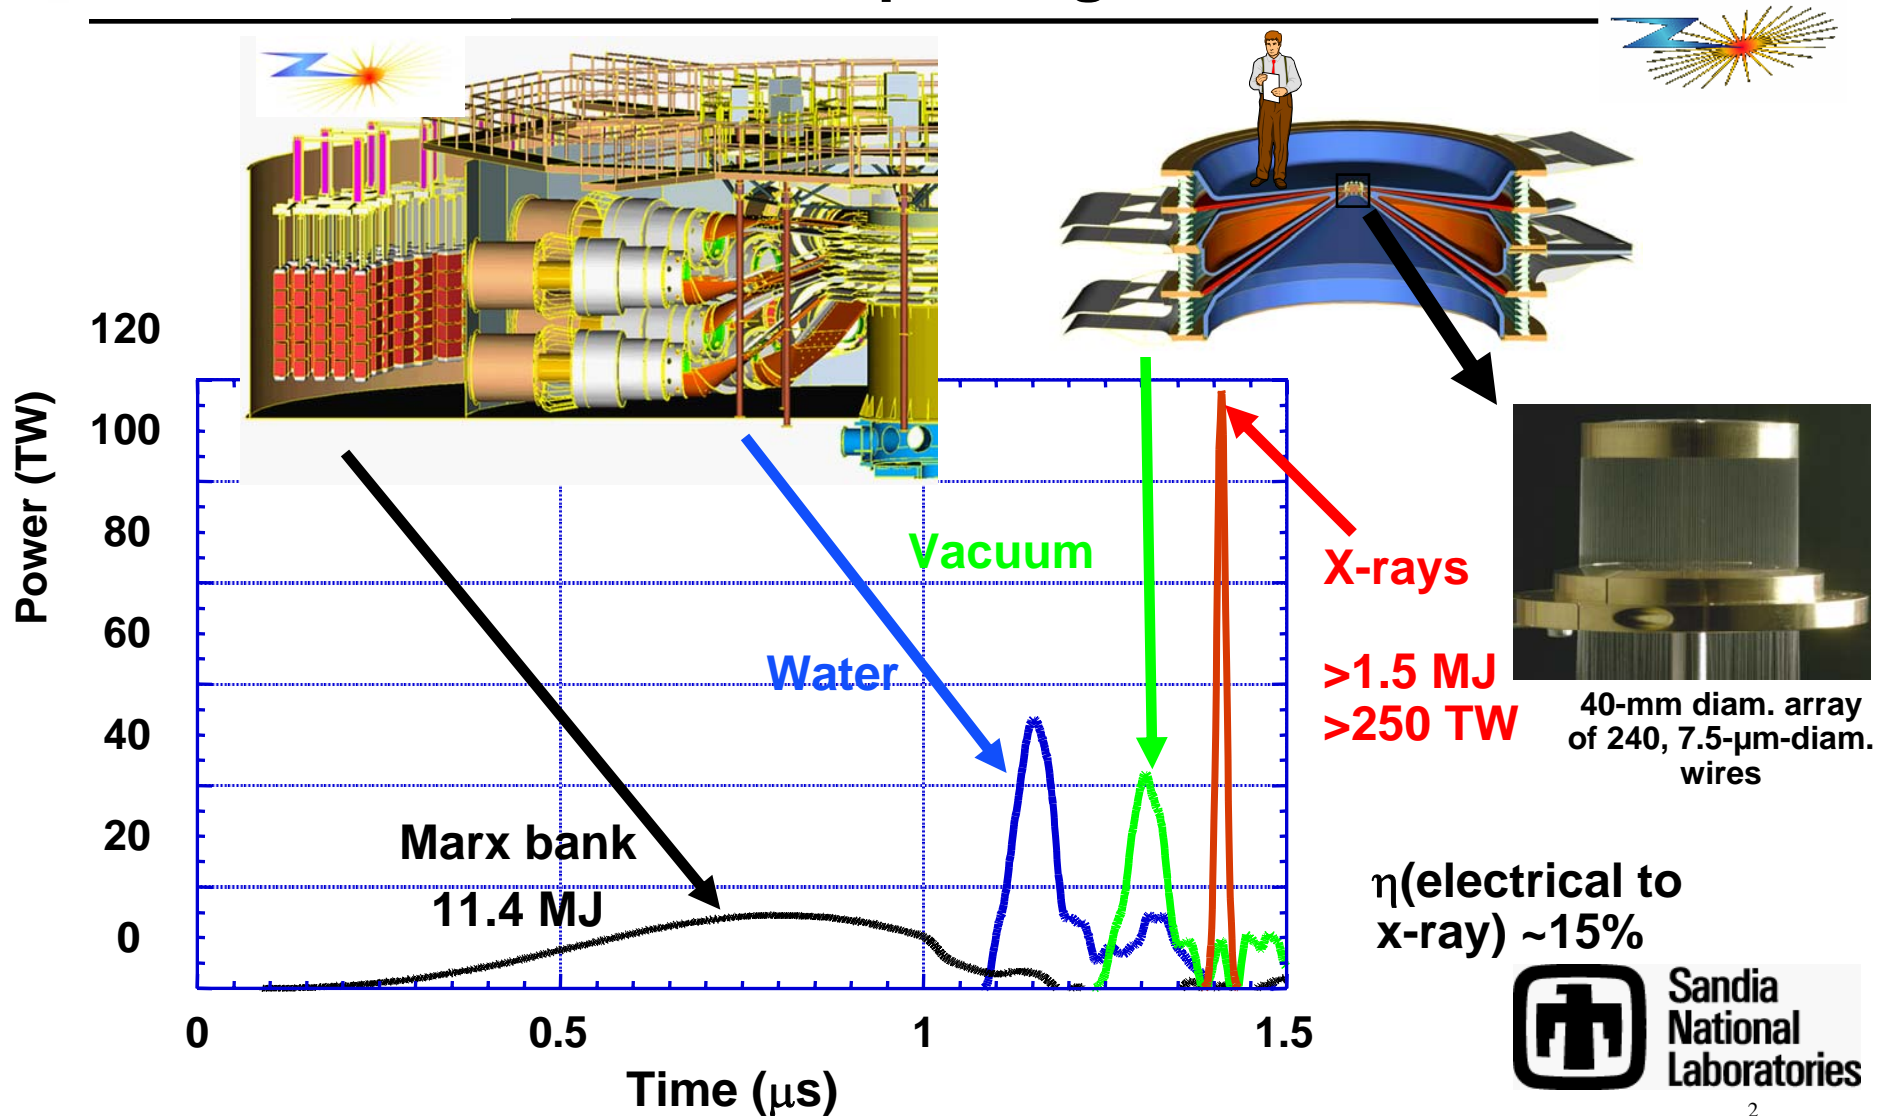 120
100
80
60
40
20
0
Power (TW)
Vacuum
Water
X-rays
>1.5 MJ
>250 TW
40-mm diam. array
of 240, 7.5-µm-diam.
wires
Marx bank
11.4 MJ
η(electrical to
x-ray) ~15%
0 0.5 1 1.5
Time (µs)
Sandia
National
Laboratories
2